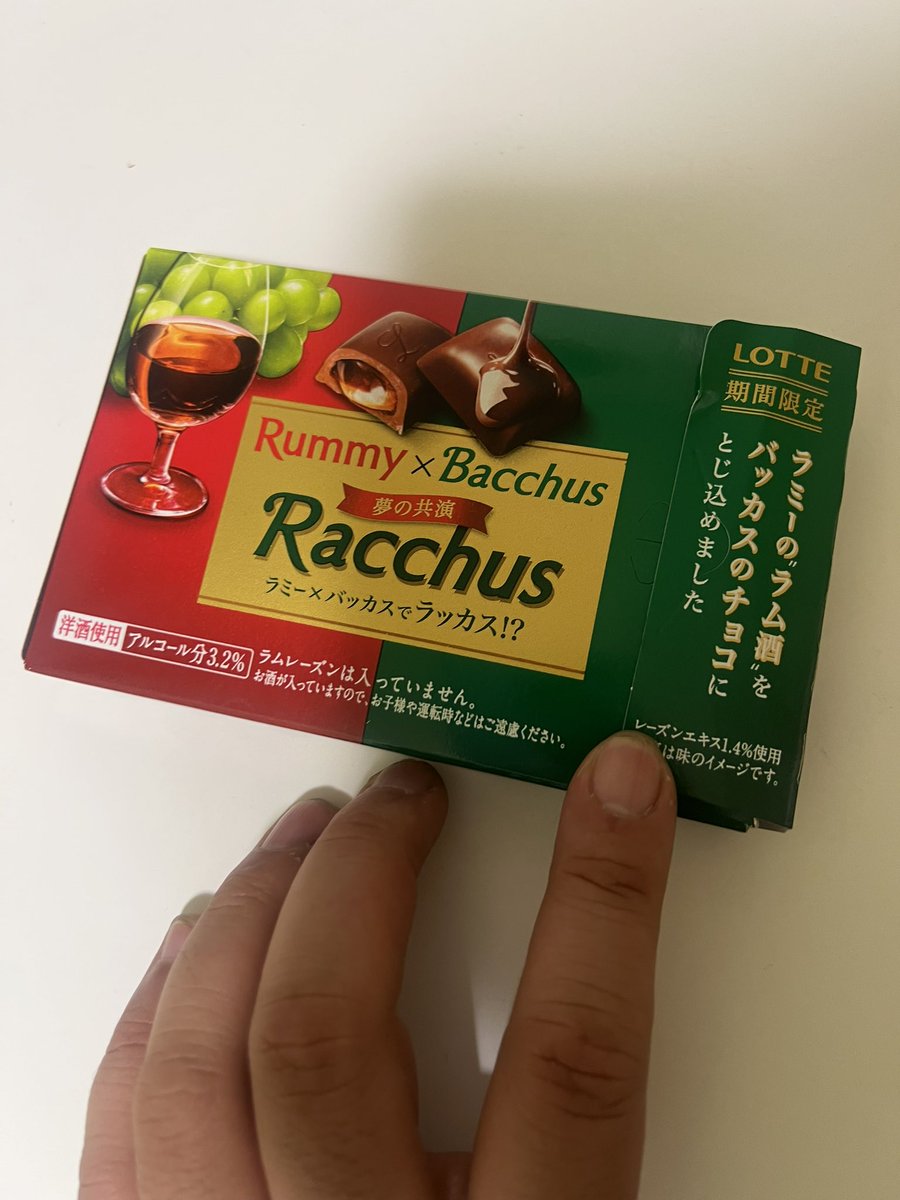 Rummy × Bacchus
夢の共演
Racchus
ラミー×バッカスでラッカス!?
洋酒使用
アルコール分3.2%
ラムレーズンは入っていません。
お酒が入っていますので、お子様や運転時などはご遠慮ください。
LOTTE
期間限定
ラミーの"ラム酒"を
バッカスのチョコに
とじ込めました
レーズンエキス1.4%使用
は味のイメージです。